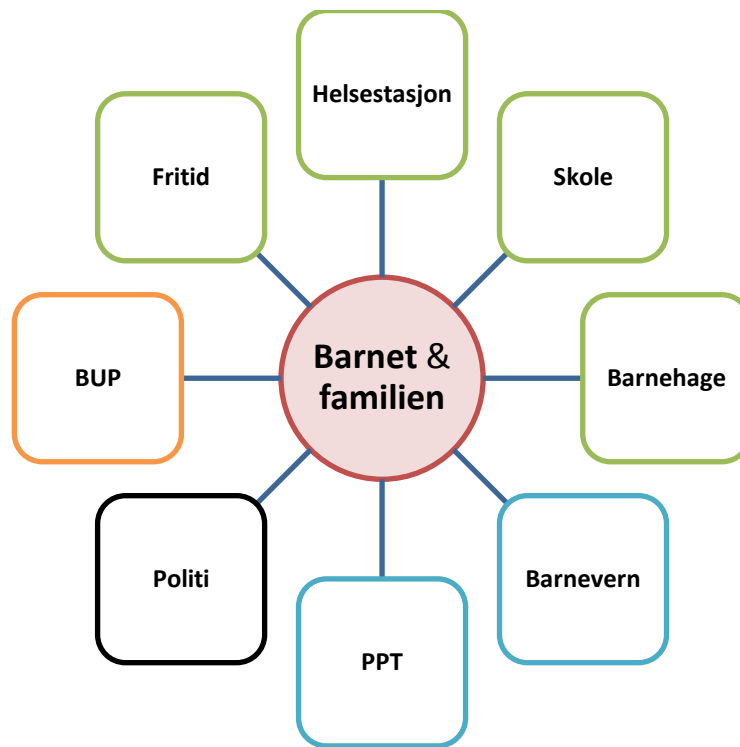 Helsestasjon
Fritid
Skole
BUP
Barnet &
familien
Barnehage
Politi
Barnevern
PPT